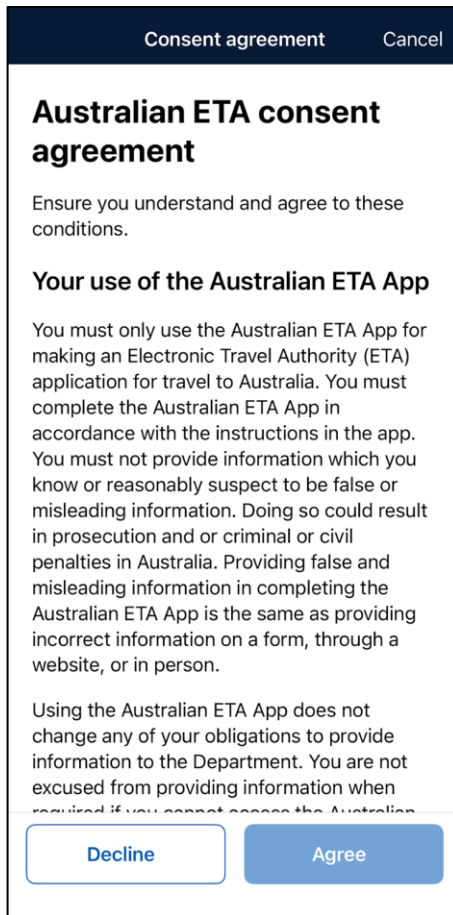 Consent agreement Cancel
Australian ETA consent
agreement
Ensure you understand and agree to these
conditions.
Your use of the Australian ETA App
You must only use the Australian ETA App for
making an Electronic Travel Authority (ETA)
application for travel to Australia. You must
complete the Australian ETA App in
accordance with the instructions in the app.
You must not provide information which you
know or reasonably suspect to be false or
misleading information. Doing so could result
in prosecution and or criminal or civil
penalties in Australia. Providing false and
misleading information in completing the
Australian ETA App is the same as providing
incorrect information on a form, through a
website, or in person.
Using the Australian ETA App does not
change any of your obligations to provide
information to the Department. You are not
excused from providing information when
required if you cannot access the Australian
Decline Agree